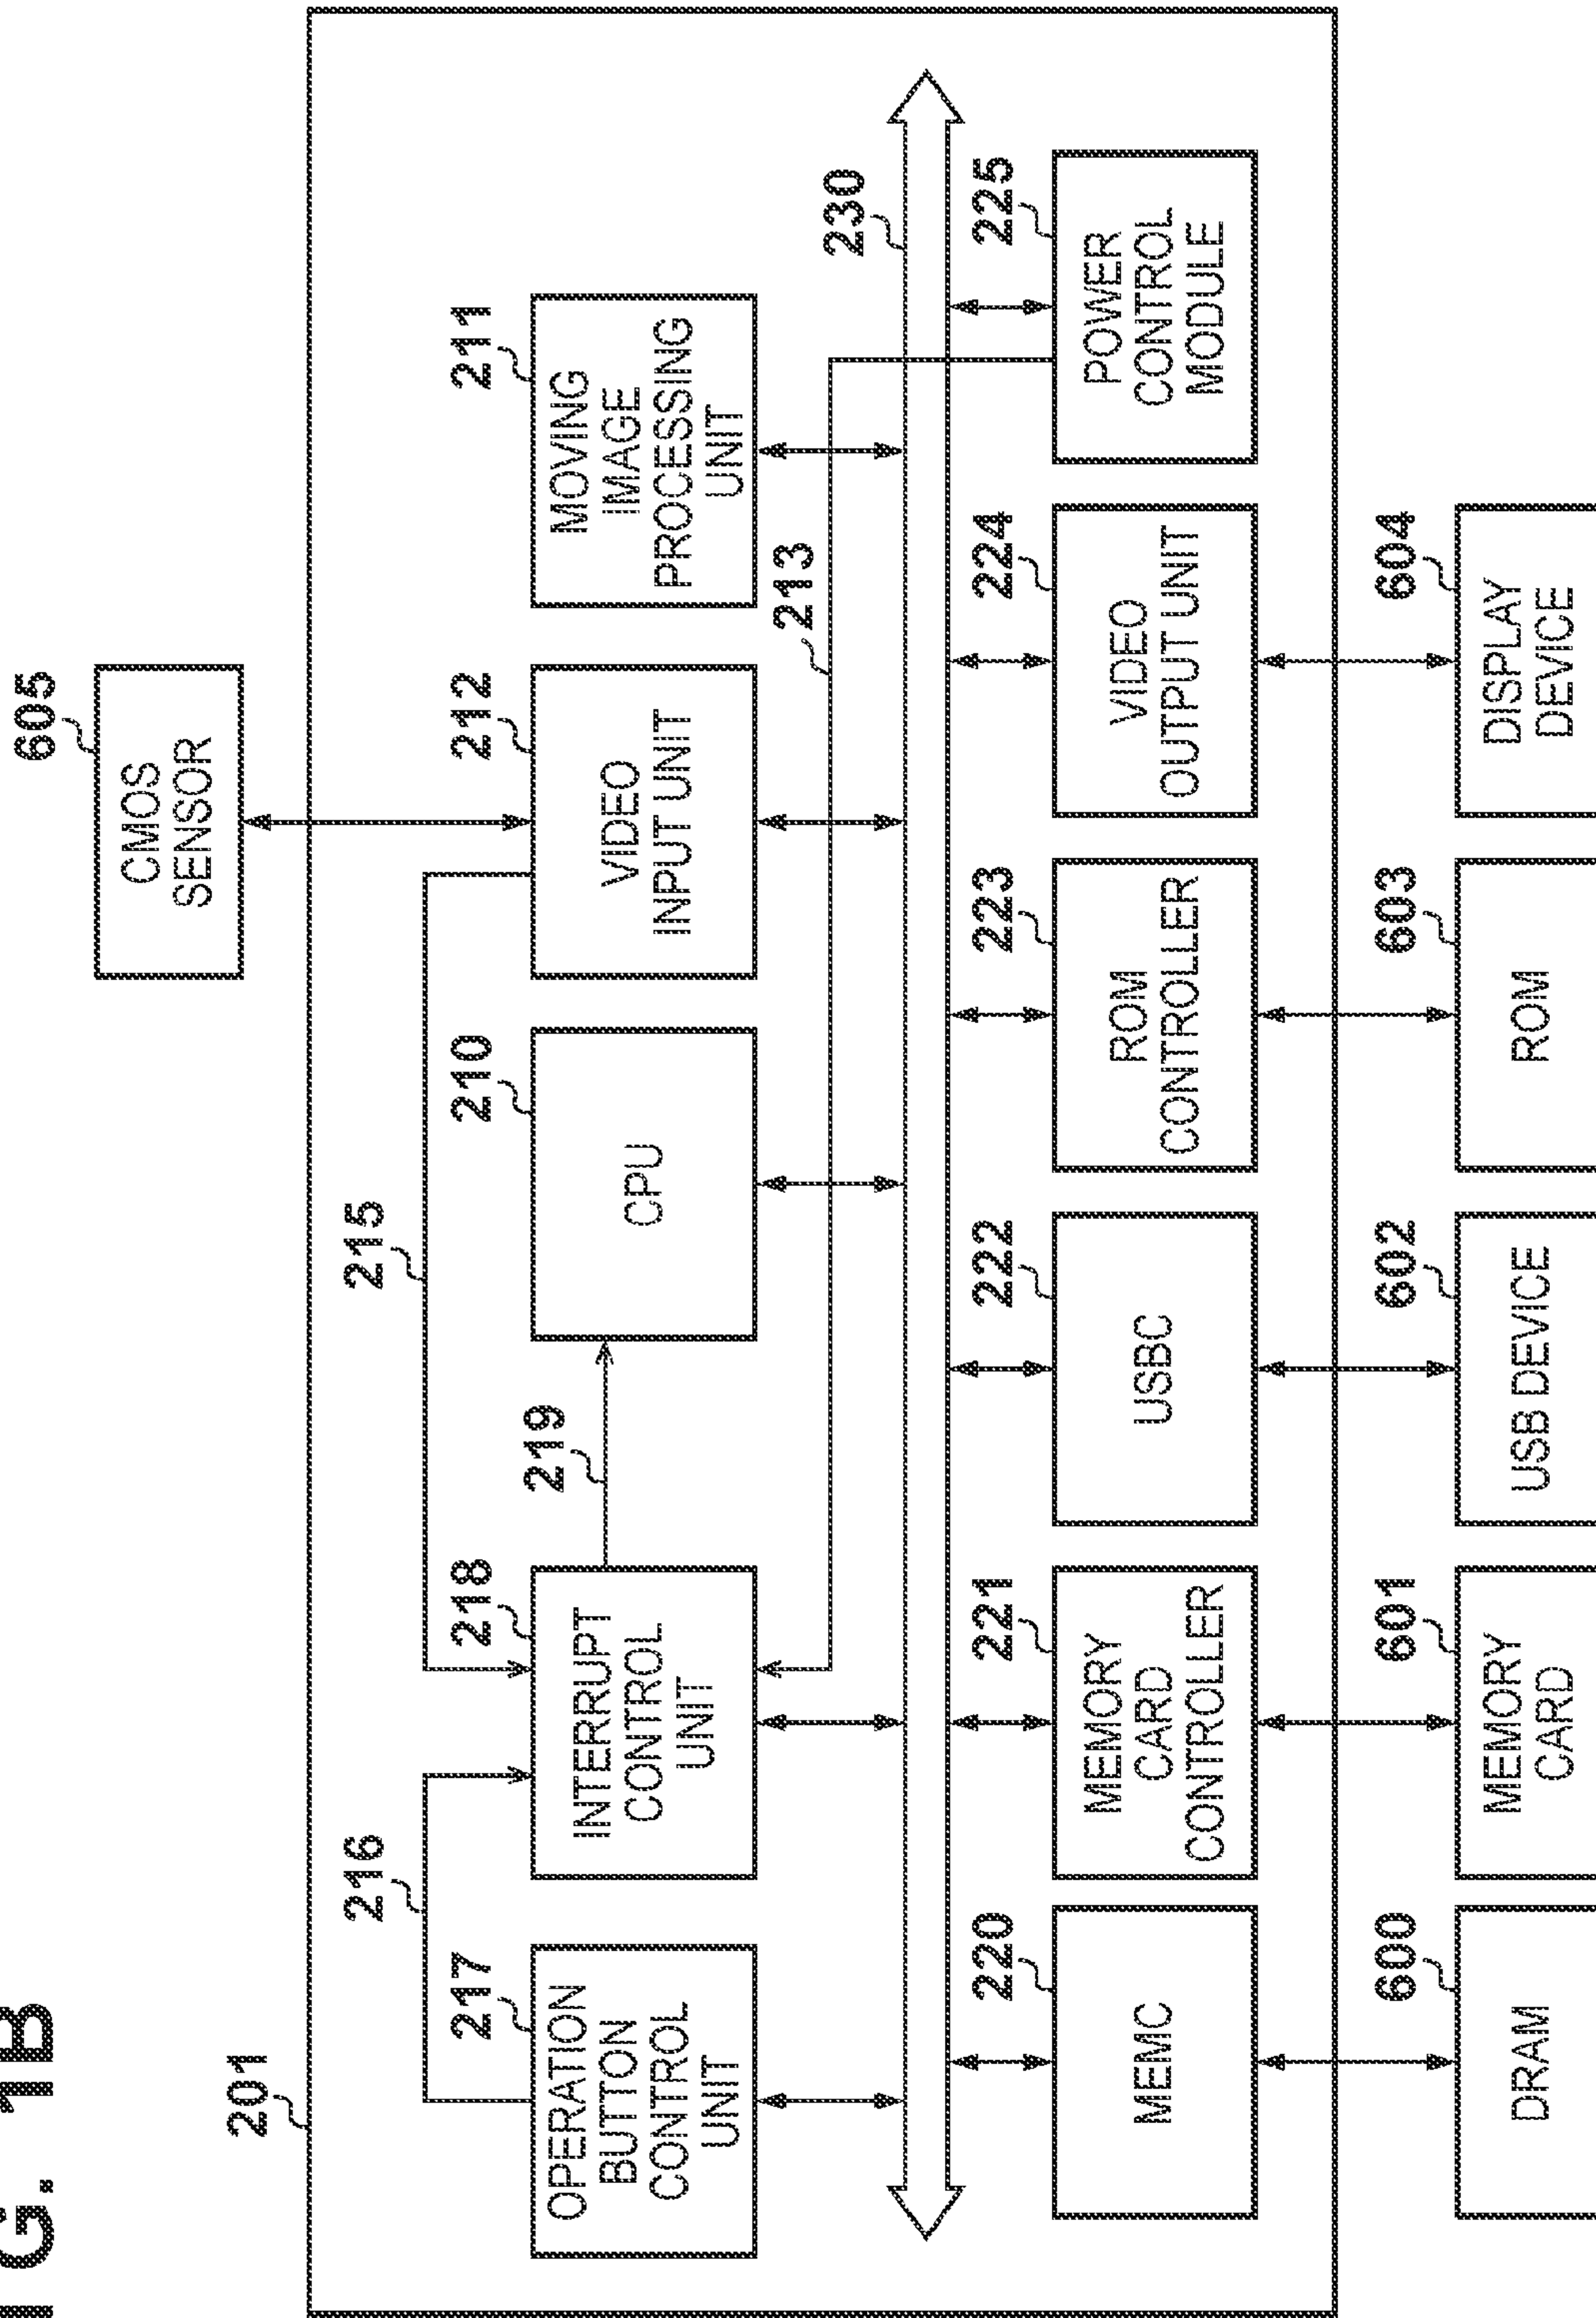 IG. 1B
605
CMOS
SENSOR
201
216
215
217
218
219
210
212
211
OPERATION
BUTTON
CONTROL
UNIT
INTERRUPT
CONTROL
UNIT
CPU
VIDEO
INPUT UNIT
MOVING
IMAGE
PROCESSING
UNIT
213
230
220
221
222
223
224
225
MEMC
MEMORY
CARD
CONTROLLER
USBC
ROM
CONTROLLER
VIDEO
OUTPUT UNIT
POWER
CONTROL
MODULE
600
601
602
603
604
DRAM
MEMORY
CARD
USB DEVICE
ROM
DISPLAY
DEVICE